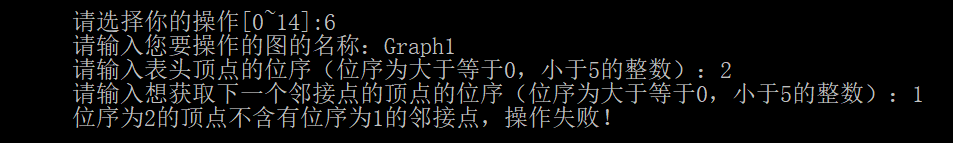 请选择你的操作[0~14]:6
请输入您要操作的图的名称：Graph1
请输入表头顶点的位序（位序为大于等于0，小于5的整数）：2
请输入想获取下一个邻接点的顶点的位序（位序为大于等于0，小于5的整数）：1
位序为2的顶点不含有位序为1的邻接点，操作失败！